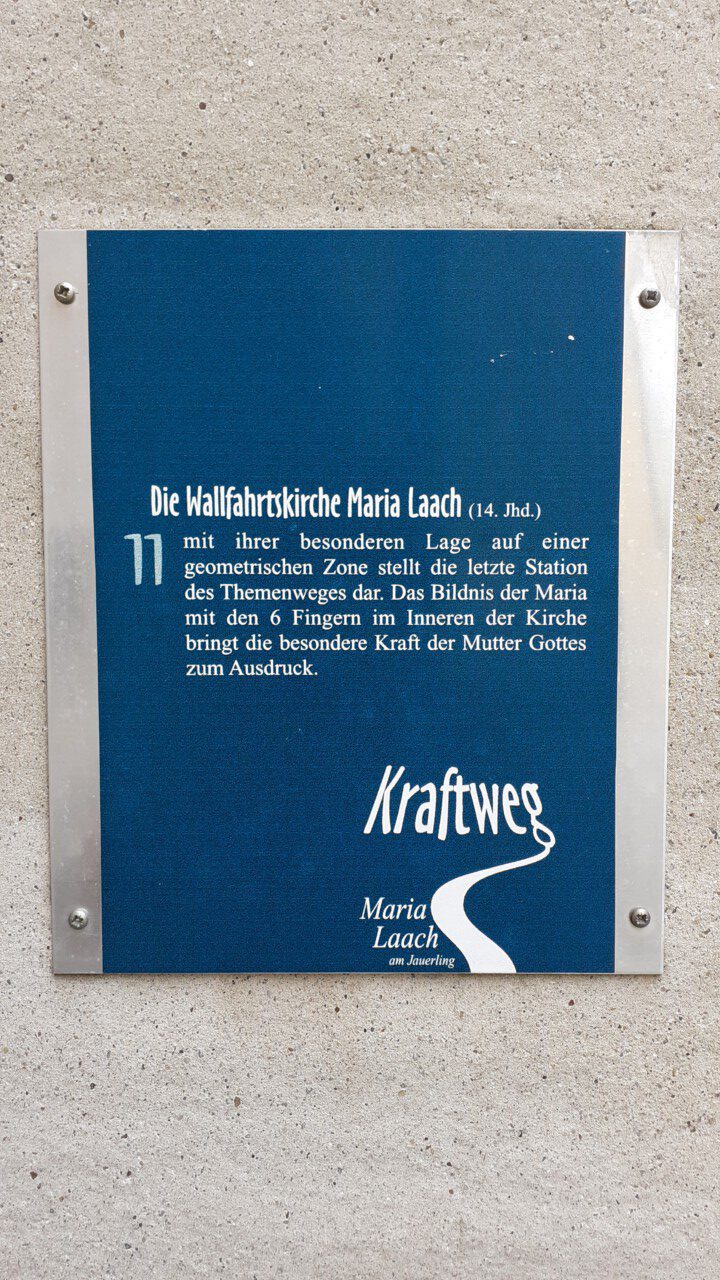 Die Wallfahrtskirche Maria Laach (14. Jhd.)
11 mit ihrer besonderen Lage auf einer
geometrischen Zone stellt die letzte Station
des Themenweges dar. Das Bildnis der Maria
mit den 6 Fingern im Inneren der Kirche
bringt die besondere Kraft der Mutter Gottes
zum Ausdruck.
Kraftweg
Maria
Laach
am Jauerling